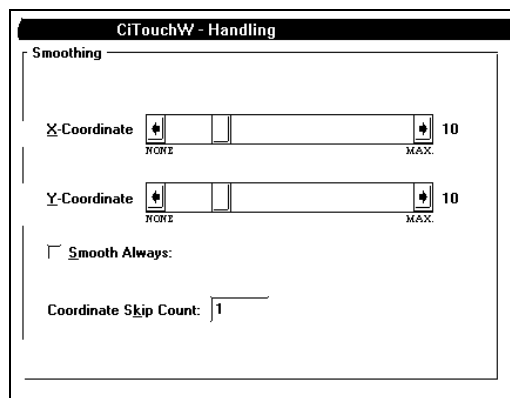 CiTouchW - Handling
Smoothing
X-Coordinate 10
NONE MAX.
Y-Coordinate 10
NONE MAX.
Smooth Always:
Coordinate Skip Count: 1